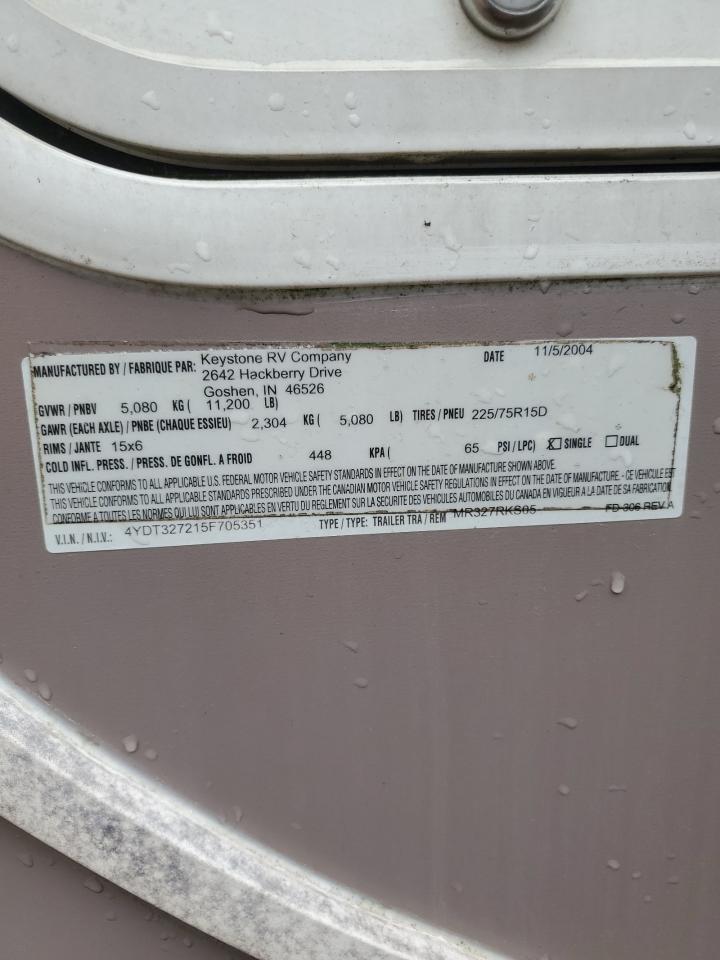 MANUFACTURED BY / FABRIQUE PAR: Keystone RV Company DATE 11/5/2004
2642 Hackberry Drive
Goshen, IN 46526
GVWR / PNBV 5,080 KG ( 11,200 LB)
GAWR (EACH AXLE) / PNBE (CHAQUE ESSIEU) 2,304 KG ( 5,080 LB) TIRES/PNEU 225/75R15D
RIMS / JANTE 15x6
COLD INFL. PRESS. / PRESS. DE GONFL. A FROID 448 KPA ( 65 PSI / LPC) X SINGLE DUAL
THIS VEHICLE CONFORMS TO ALL APPLICABLE U.S. FEDERAL MOTOR VEHICLE SAFETY STANDARDS IN EFFECT ON THE DATE OF MANUFACTURE SHOWN ABOVE.
THIS VEHICLE CONFORMS TO ALL APPLICABLE STANDARDS PRESCRIBED UNDER THE CANADIAN MOTOR VEHICLE SAFETY REGULATIONS IN EFFECT ON THE DATE OF MANUFACTURE. - CE VEHICULE EST
CONFORME A TOUTES LES NORMES QUI LUI SONT APPLICABLES EN VERTU DU REGLEMENT SUR LA SECURITE DES VEHICULES AUTOMOBILES DU CANADA EN VIGUEUR A LA DATE DE SA FABRICATION.
V.I.N. / N.I.V.: 4YDT327215F705351 TYPE / TYPE: TRAILER TRA / REM MR327RKS05 FD-306 REV A